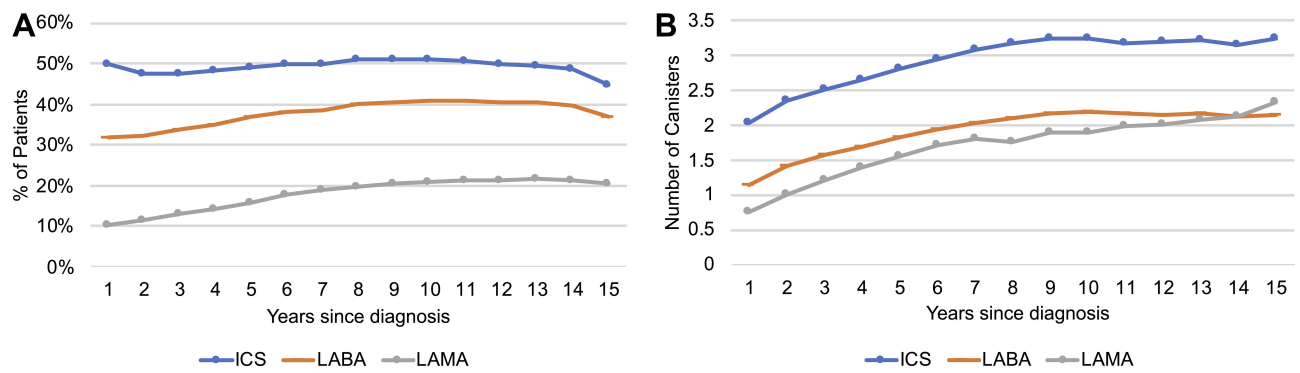 A
60%
50%
40%
30%
20%
10%
0%
% of Patients
1 2 3 4 5 6 7 8 9 10 11 12 13 14 15
Years since diagnosis
ICS LABA LAMA
B
3.5
3
2.5
2
1.5
1
0.5
0
Number of Canisters
1 2 3 4 5 6 7 8 9 10 11 12 13 14 15
Years since diagnosis
ICS LABA LAMA